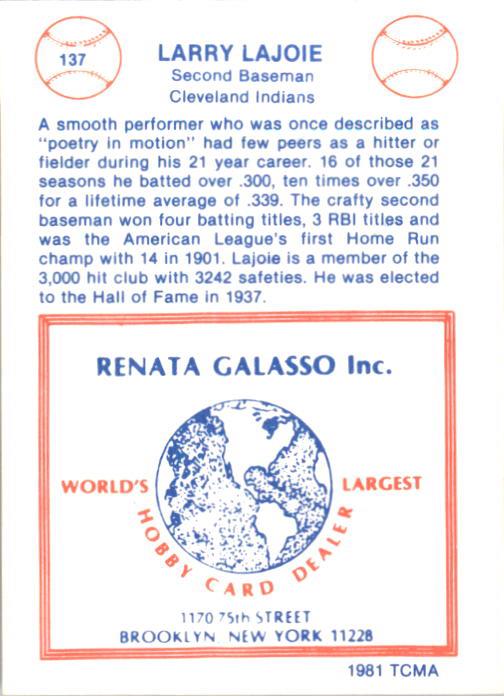 137
LARRY LAJOIE
Second Baseman
Cleveland Indians
A smooth performer who was once described as
"poetry in motion" had few peers as a hitter or
fielder during his 21 year career. 16 of those 21
seasons he batted over .300, ten times over .350
for a lifetime average of .339. The crafty second
baseman won four batting titles, 3 RBI titles and
was the American League's first Home Run
champ with 14 in 1901. Lajoie is a member of the
3,000 hit club with 3242 safeties. He was elected
to the Hall of Fame in 1937.
RENATA GALASSO Inc.
WORLD'S LARGEST
HOBBY CARD DEALER
1170 75th STREET
BROOKLYN, NEW YORK 11228
1981 TCMA